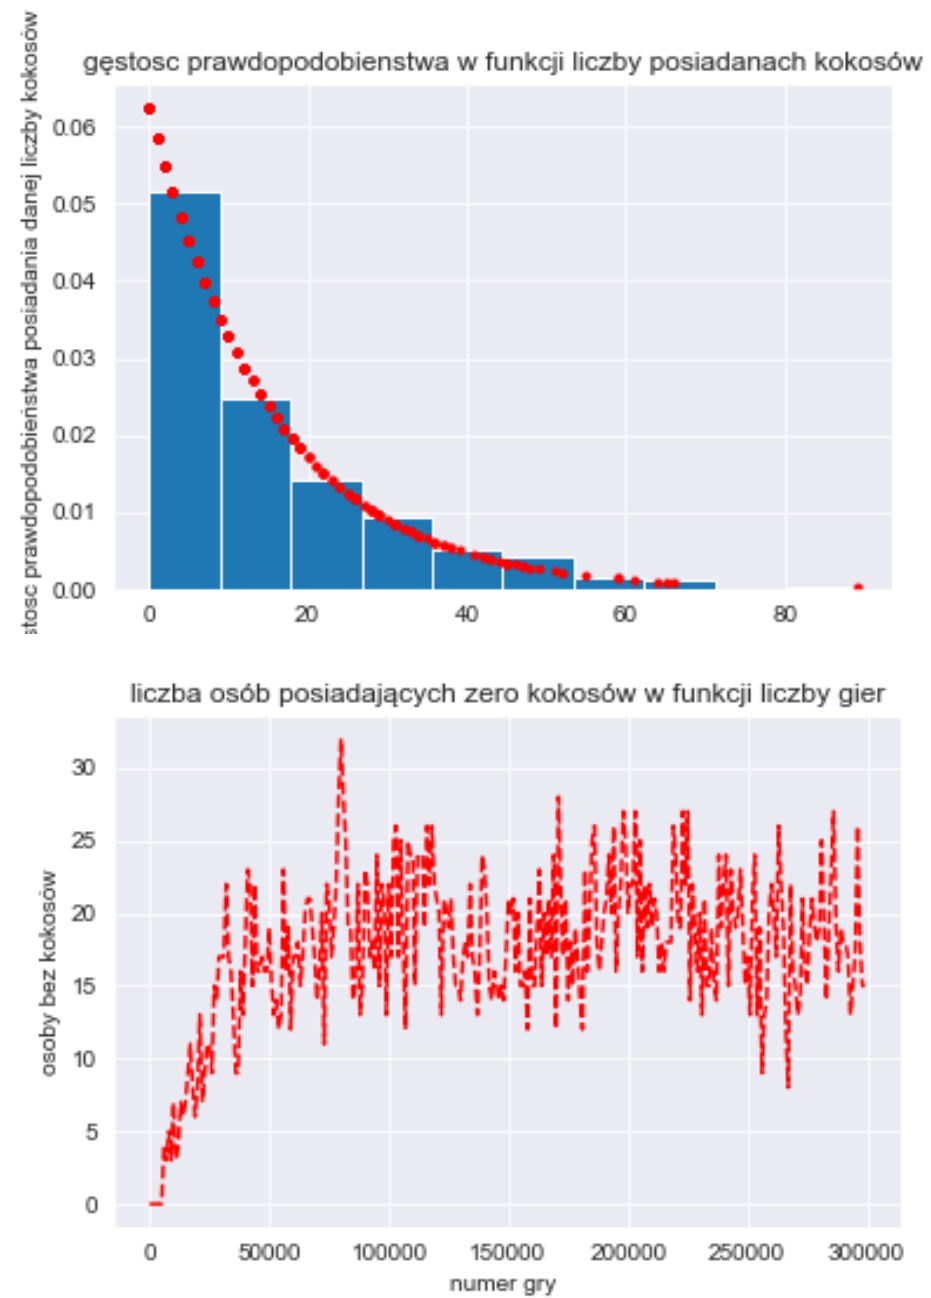 gęstosc prawdopodobienstwa w funkcji liczby posiadanach kokosów
stosc prawdopodobieństwa posiadania danej liczby kokosów
0.06
0.05
0.04
0.03
0.02
0.01
0.00
0 20 40 60 80
liczba osób posiadających zero kokosów w funkcji liczby gier
osoby bez kokosów
30
25
20
15
10
5
0
0 50000 100000 150000 200000 250000 300000
numer gry